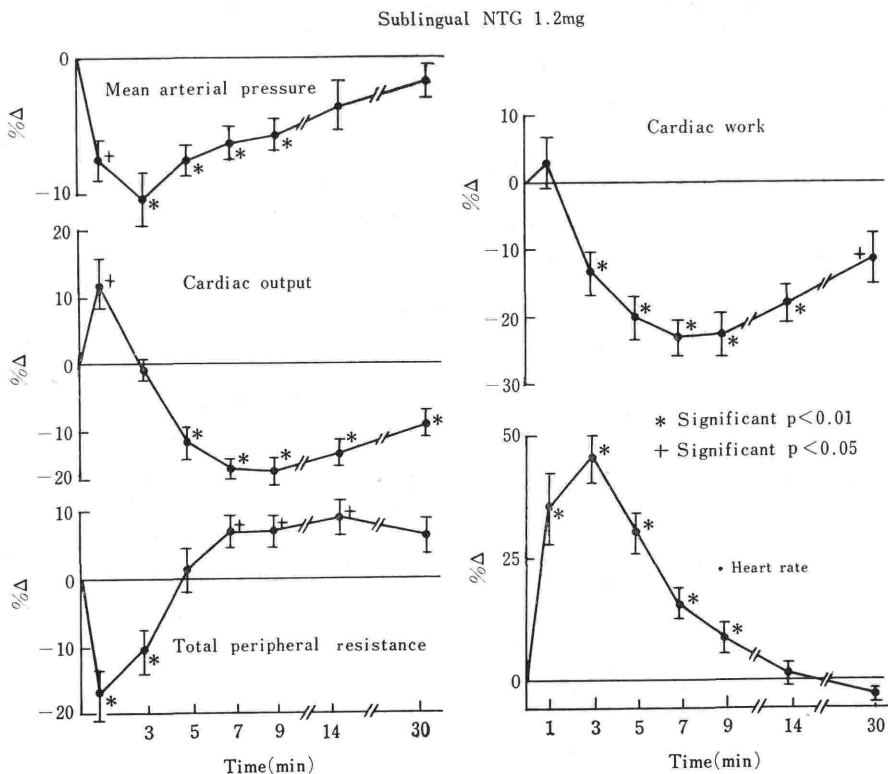 Sublingual NTG 1.2mg
0
Mean arterial pressure
%Δ
-10
20
10
Cardiac output
0
%Δ
-10
-20
10
0
%Δ
-10
Total peripheral resistance
-20
3 5 7 9 14 30
Time(min)
10
Cardiac work
0
%Δ
-10
-20
-30
* Significant p<0.01
+ Significant p<0.05
50
25
%Δ
• Heart rate
0
1 3 5 7 9 14 30
Time(min)